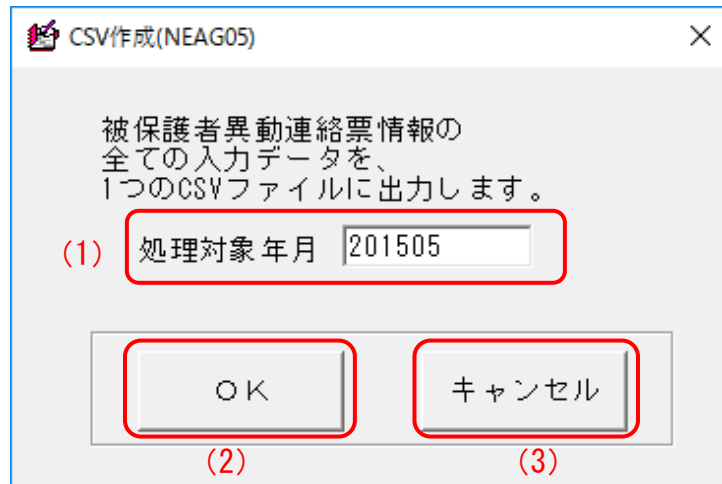 CSV作成(NEAG05)
被保護者異動連絡票情報の
全ての入力データを、
1つのCSVファイルに出力します。
(1) 処理対象年月 201505
OK キャンセル
(2) (3)